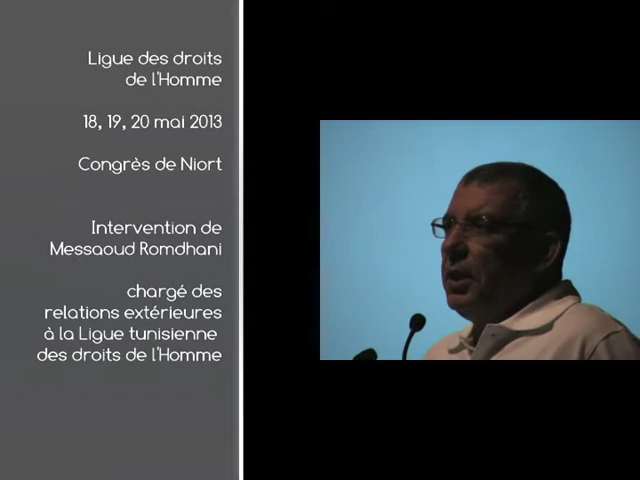 Ligue des droits
de l'Homme
18, 19, 20 mai 2013
Congrès de Niort
Intervention de
Messaoud Romdhani
chargé des
relations extérieures
à la Ligue tunisienne
des droits de l'Homme